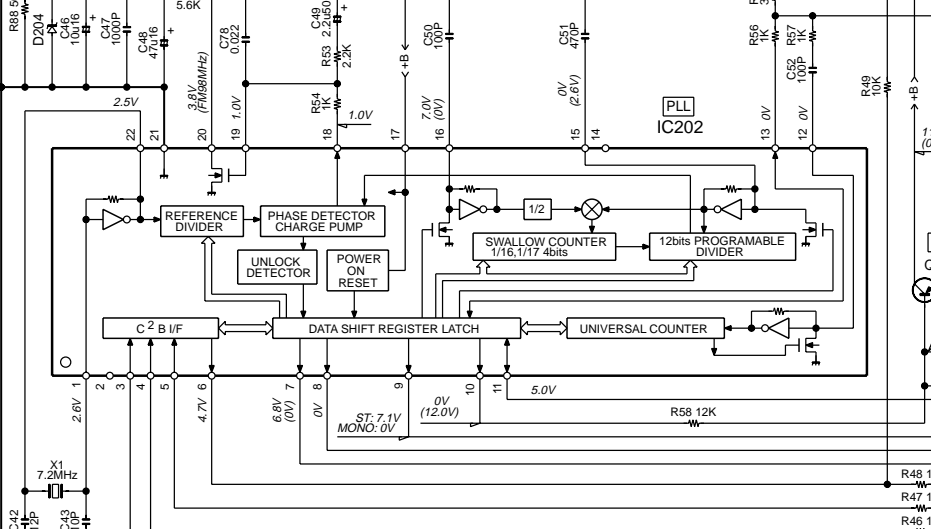 5.6K
D204
C46
10u16
C47
1000P
C48
47u16
C78
0.022
C49
2.2u50
R53
2.2K
R54
1K
+B
C50
100P
C51
470P
R56
1K
R57
1K
C52
100P
R49
10K
+B
2.5V
3.8V
(FM98MHz)
1.0V
1.0V
7.0V
(0V)
0V
(2.6V)
PLL
IC202
0V
0V
22
21
20
19
18
17
16
15
14
13
12
REFERENCE
DIVIDER
PHASE DETECTOR
CHARGE PUMP
1/2
SWALLOW COUNTER
1/16,1/17 4bits
12bits PROGRAMABLE
DIVIDER
UNLOCK
DETECTOR
POWER
ON
RESET
C2B I/F
DATA SHIFT REGISTER LATCH
UNIVERSAL COUNTER
1
2
3
4
5
6
7
8
9
10
11
2.6V
4.7V
6.8V
(0V)
0V
ST: 7.1V
MONO: 0V
0V
(12.0V)
5.0V
R58 12K
X1
7.2MHz
R48
R47
R46
C42
C43